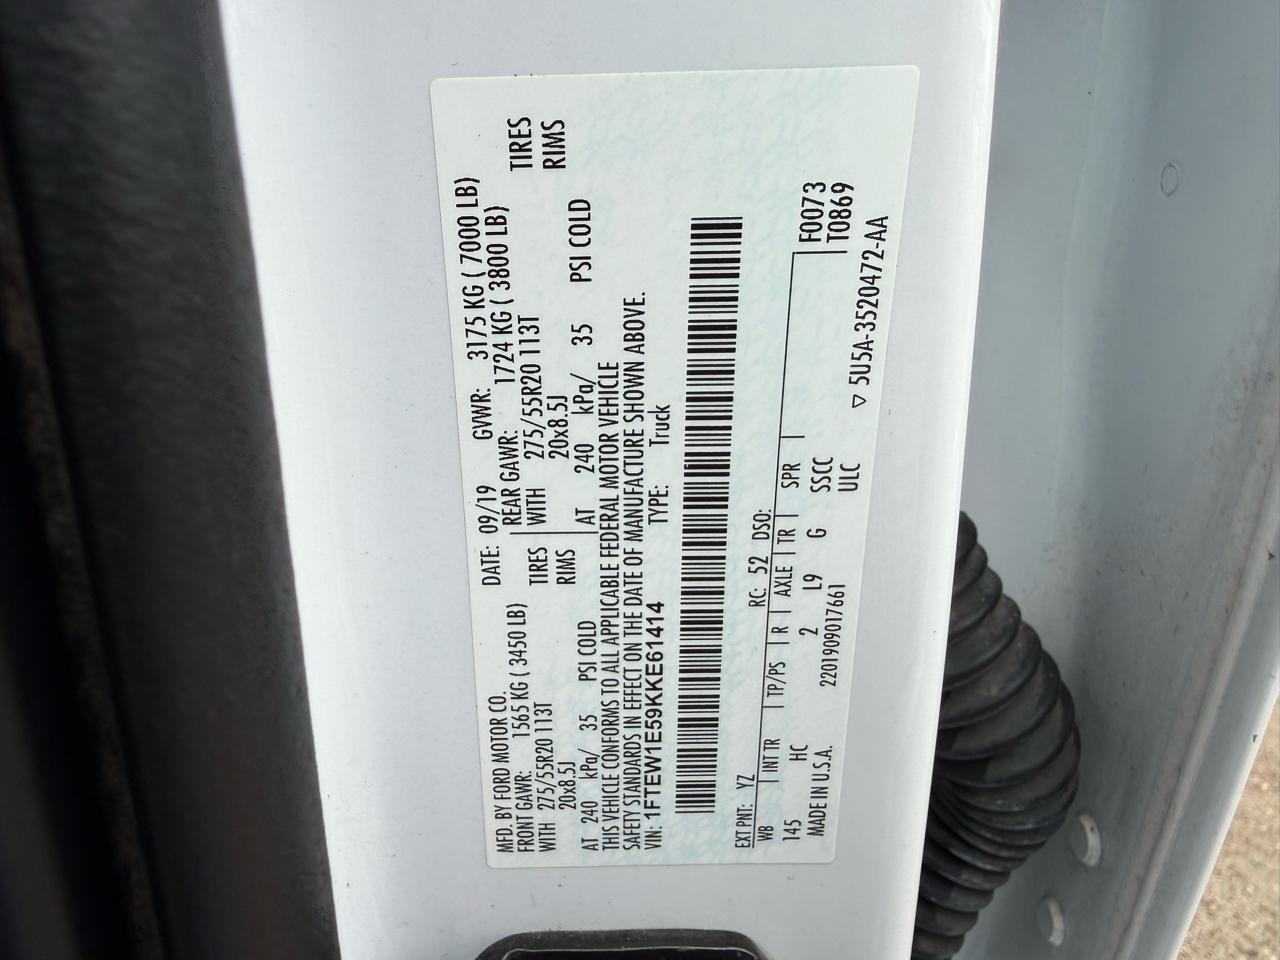 MFD. BY FORD MOTOR CO. DATE: 09/19 GVWR: 3175 KG ( 7000 LB)
FRONT GAWR: 1565 KG ( 3450 LB) REAR GAWR: 1724 KG ( 3800 LB)
WITH 275/55R20 113T TIRES WITH 275/55R20 113T TIRES
20x8.5J RIMS 20x8.5J RIMS
AT 240 kPa/ 35 PSI COLD AT 240 kPa/ 35 PSI COLD
THIS VEHICLE CONFORMS TO ALL APPLICABLE FEDERAL MOTOR VEHICLE
SAFETY STANDARDS IN EFFECT ON THE DATE OF MANUFACTURE SHOWN ABOVE.
VIN: 1FTEW1E59KKE61414 TYPE: Truck
EXT PNT: YZ RC: 52 DSO:
WB INT TR TP/PS R AXLE TR SPR F0073
145 HC 2 L9 G SSCC T0869
MADE IN U.S.A. 2201909017661 ULC
▽ 5U5A-3520472-AA